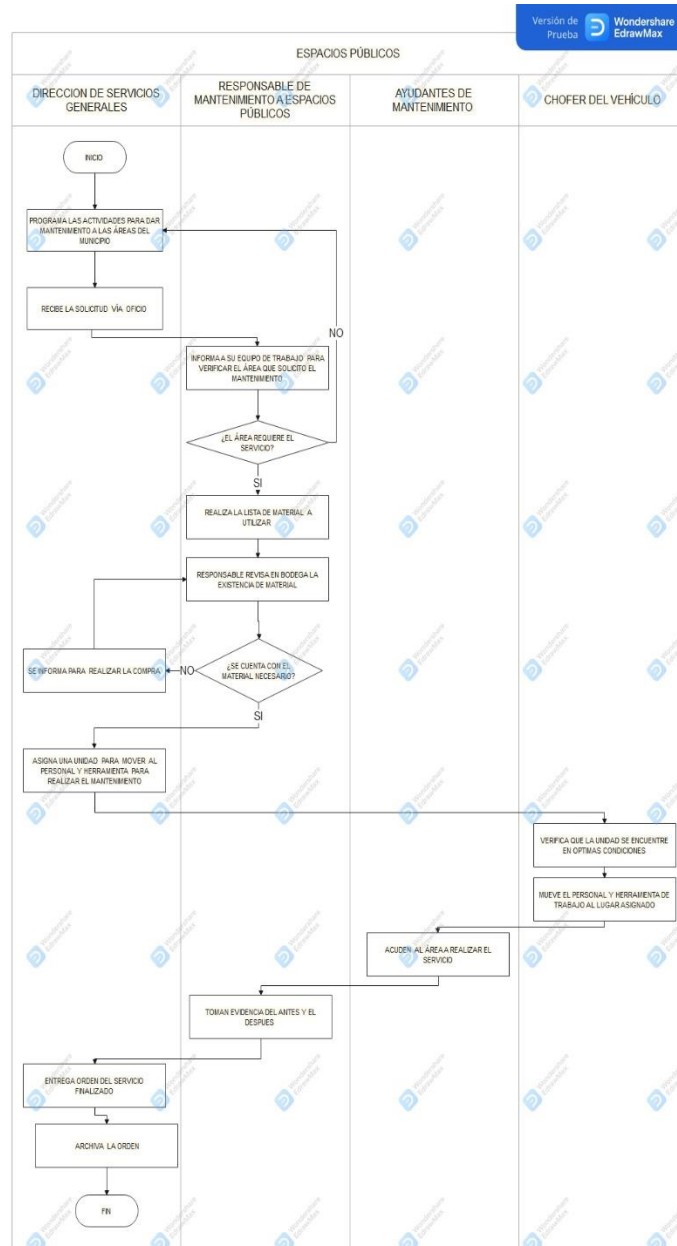 Versión de
Prueba
Wondershare
EdrawMax
ESPACIOS PÚBLICOS
DIRECCION DE SERVICIOS
GENERALES
RESPONSABLE DE
MANTENIMIENTO A ESPACIOS
PÚBLICOS
AYUDANTES DE
MANTENIMIENTO
CHOFER DEL VEHÍCULO
INICIO
PROGRAMA LAS ACTIVIDADES PARA DAR
MANTENIMIENTO A LAS ÁREAS DEL
MUNICIPIO
RECIBE LA SOLICITUD VÍA OFICIO
NO
INFORMA A SU EQUIPO DE TRABAJO PARA
VERIFICAR EL ÁREA QUE SOLICITO EL
MANTENIMIENTO
¿EL ÁREA REQUIERE EL
SERVICIO?
SI
REALIZA LA LISTA DE MATERIAL A
UTILIZAR
RESPONSABLE REVISA EN BODEGA LA
EXISTENCIA DE MATERIAL
SE INFORMA PARA REALIZAR LA COMPRA
NO
¿SE CUENTA CON EL
MATERIAL NECESARIO?
SI
ASIGNA UNA UNIDAD PARA MOVER AL
PERSONAL Y HERRAMIENTA PARA
REALIZAR EL MANTENIMIENTO
VERIFICA QUE LA UNIDAD SE ENCUENTRE
EN OPTIMAS CONDICIONES
MUEVE EL PERSONAL Y HERRAMIENTA DE
TRABAJO AL LUGAR ASIGNADO
ACUDEN AL ÁREA A REALIZAR EL
SERVICIO
TOMAN EVIDENCIA DEL ANTES Y EL
DESPUES
ENTREGA ORDEN DEL SERVICIO
FINALIZADO
ARCHIVA LA ORDEN
FIN